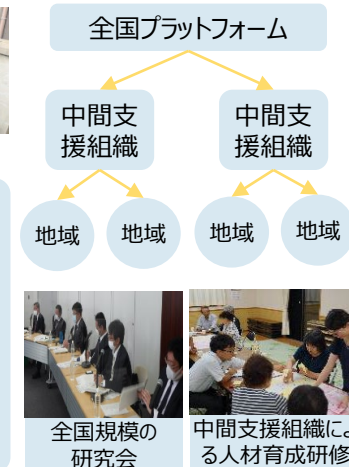 全国プラットフォーム
中間支
援組織
中間支
援組織
地域
地域
地域
地域
全国規模の
研究会
中間支援組織によ
る人材育成研修